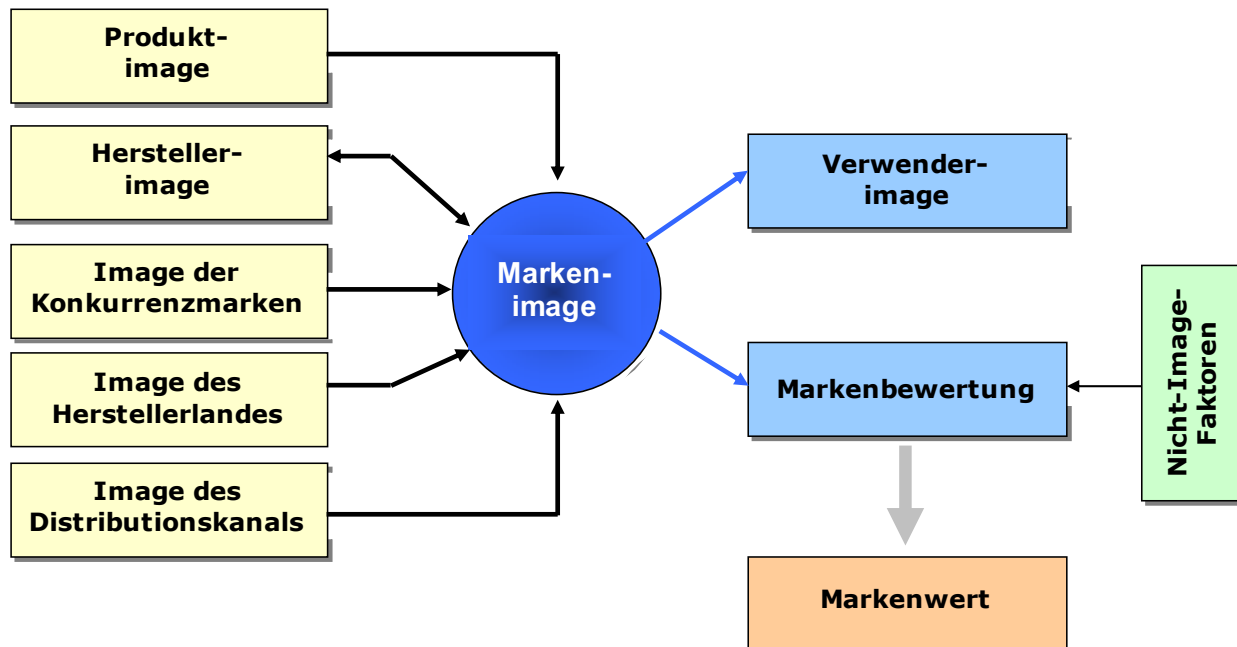 Produkt-
image
Hersteller-
image
Image der
Konkurrenzmarken
Image des
Herstellerlandes
Image des
Distributionskanals
Marken-
image
Verwender-
image
Markenbewertung
Nicht-Image-
Faktoren
Markenwert